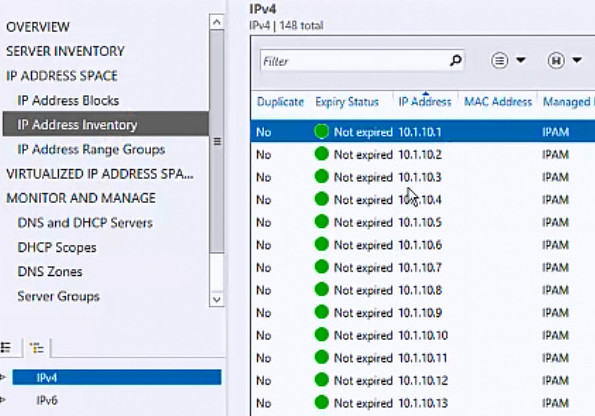 OVERVIEW
SERVER INVENTORY
IP ADDRESS SPACE
IP Address Blocks
IP Address Inventory
IP Address Range Groups
VIRTUALIZED IP ADDRESS SPA...
MONITOR AND MANAGE
DNS and DHCP Servers
DHCP Scopes
DNS Zones
Server Groups
IPv4
IPv6
IPv4
IPv4 | 148 total
Filter
Duplicate Expiry Status IP Address MAC Address Managed
No Not expired 10.1.10.1 IPAM
No Not expired 10.1.10.2 IPAM
No Not expired 10.1.10.3 IPAM
No Not expired 10.1.10.4 IPAM
No Not expired 10.1.10.5 IPAM
No Not expired 10.1.10.6 IPAM
No Not expired 10.1.10.7 IPAM
No Not expired 10.1.10.8 IPAM
No Not expired 10.1.10.9 IPAM
No Not expired 10.1.10.10 IPAM
No Not expired 10.1.10.11 IPAM
No Not expired 10.1.10.12 IPAM
No Not expired 10.1.10.13 IPAM